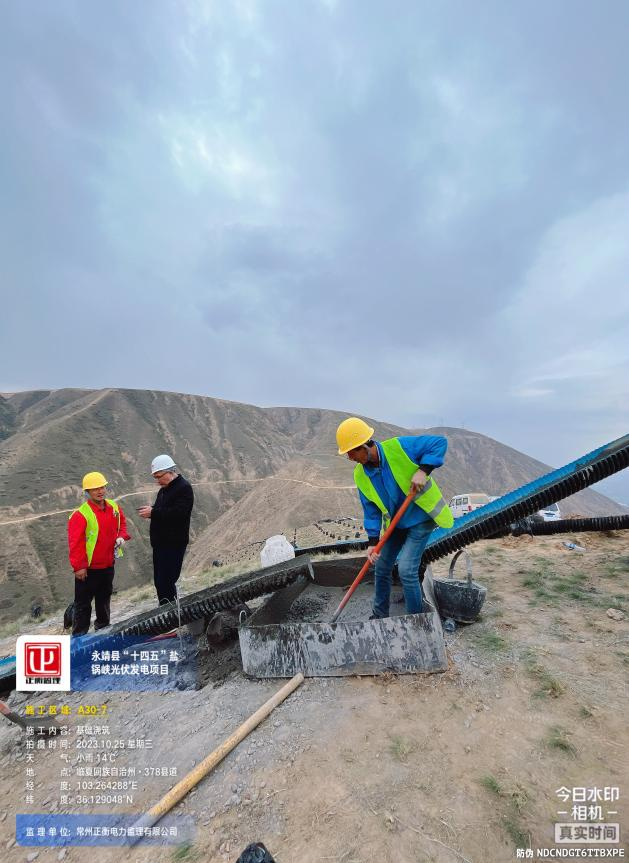 正衡监理
永靖县“十四五”盐
锅峡光伏发电项目
施工区域: A30-7
施工内容: 基础浇筑
拍摄时间: 2023.10.25 星期三
天 气: 小雨 14℃
地 点: 临夏回族自治州·378县道
经 度: 103.264288°E
纬 度: 36.129048°N
监理单位: 常州正衡电力工程监理有限公司
今日水印
相机
真实时间
防伪 NDCNDGT6TTBXPE